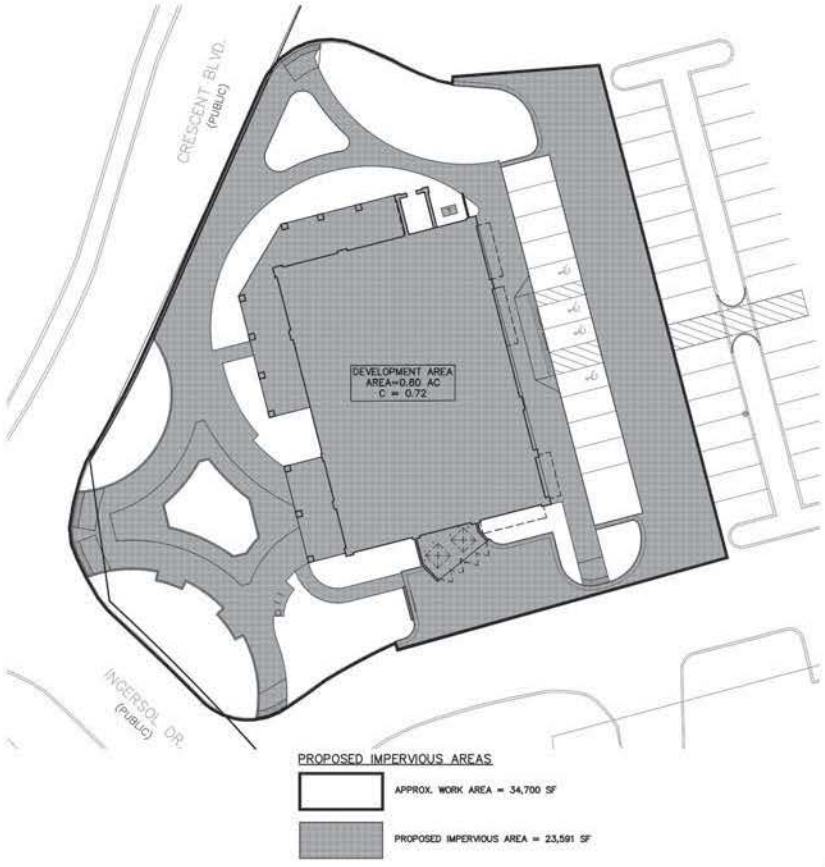 CRESCENT BLVD.
(PUBLIC)
DEVELOPMENT AREA
AREA=0.80 AC
C = 0.72
INGERSOL DR.
(PUBLIC)
PROPOSED IMPERVIOUS AREAS
APPROX. WORK AREA = 34,700 SF
PROPOSED IMPERVIOUS AREA = 23,591 SF